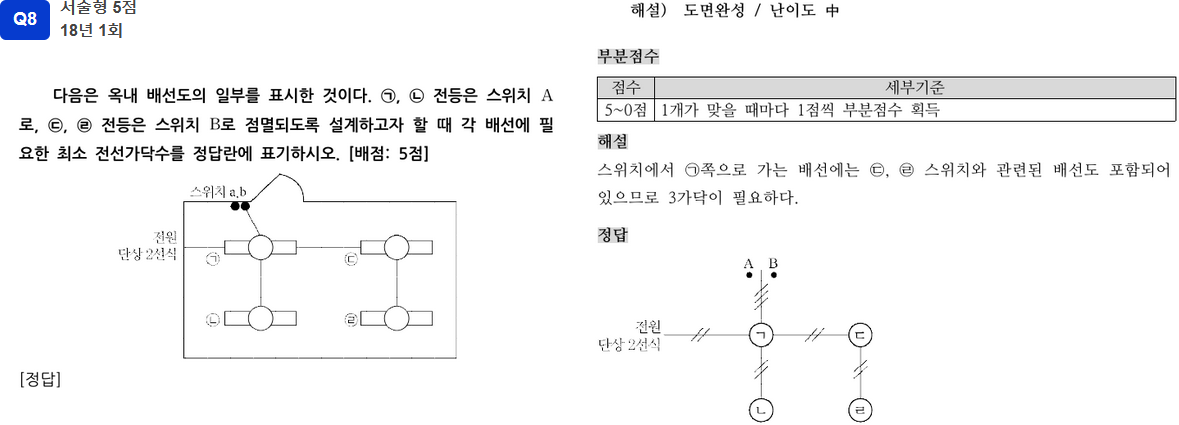 Q8
서술형 5점
18년 1회
다음은 옥내 배선도의 일부를 표시한 것이다. ㉠, ㉡ 전등은 스위치 A
로, ㉢, ㉣ 전등은 스위치 B로 점멸되도록 설계하고자 할 때 각 배선에 필
요한 최소 전선가닥수를 정답란에 표기하시오. [배점: 5점]
스위치 a,b
전원
단상 2선식
㉠
㉢
㉡
㉣
[정답]
해설) 도면완성 / 난이도 中
부분점수
점수 세부기준
5~0점 1개가 맞을 때마다 1점씩 부분점수 획득
해설
스위치에서 ㉠쪽으로 가는 배선에는 ㉢, ㉣ 스위치와 관련된 배선도 포함되어
있으므로 3가닥이 필요하다.
정답
A B
전원
단상 2선식
ㄱ
ㄷ
ㄴ
ㄹ